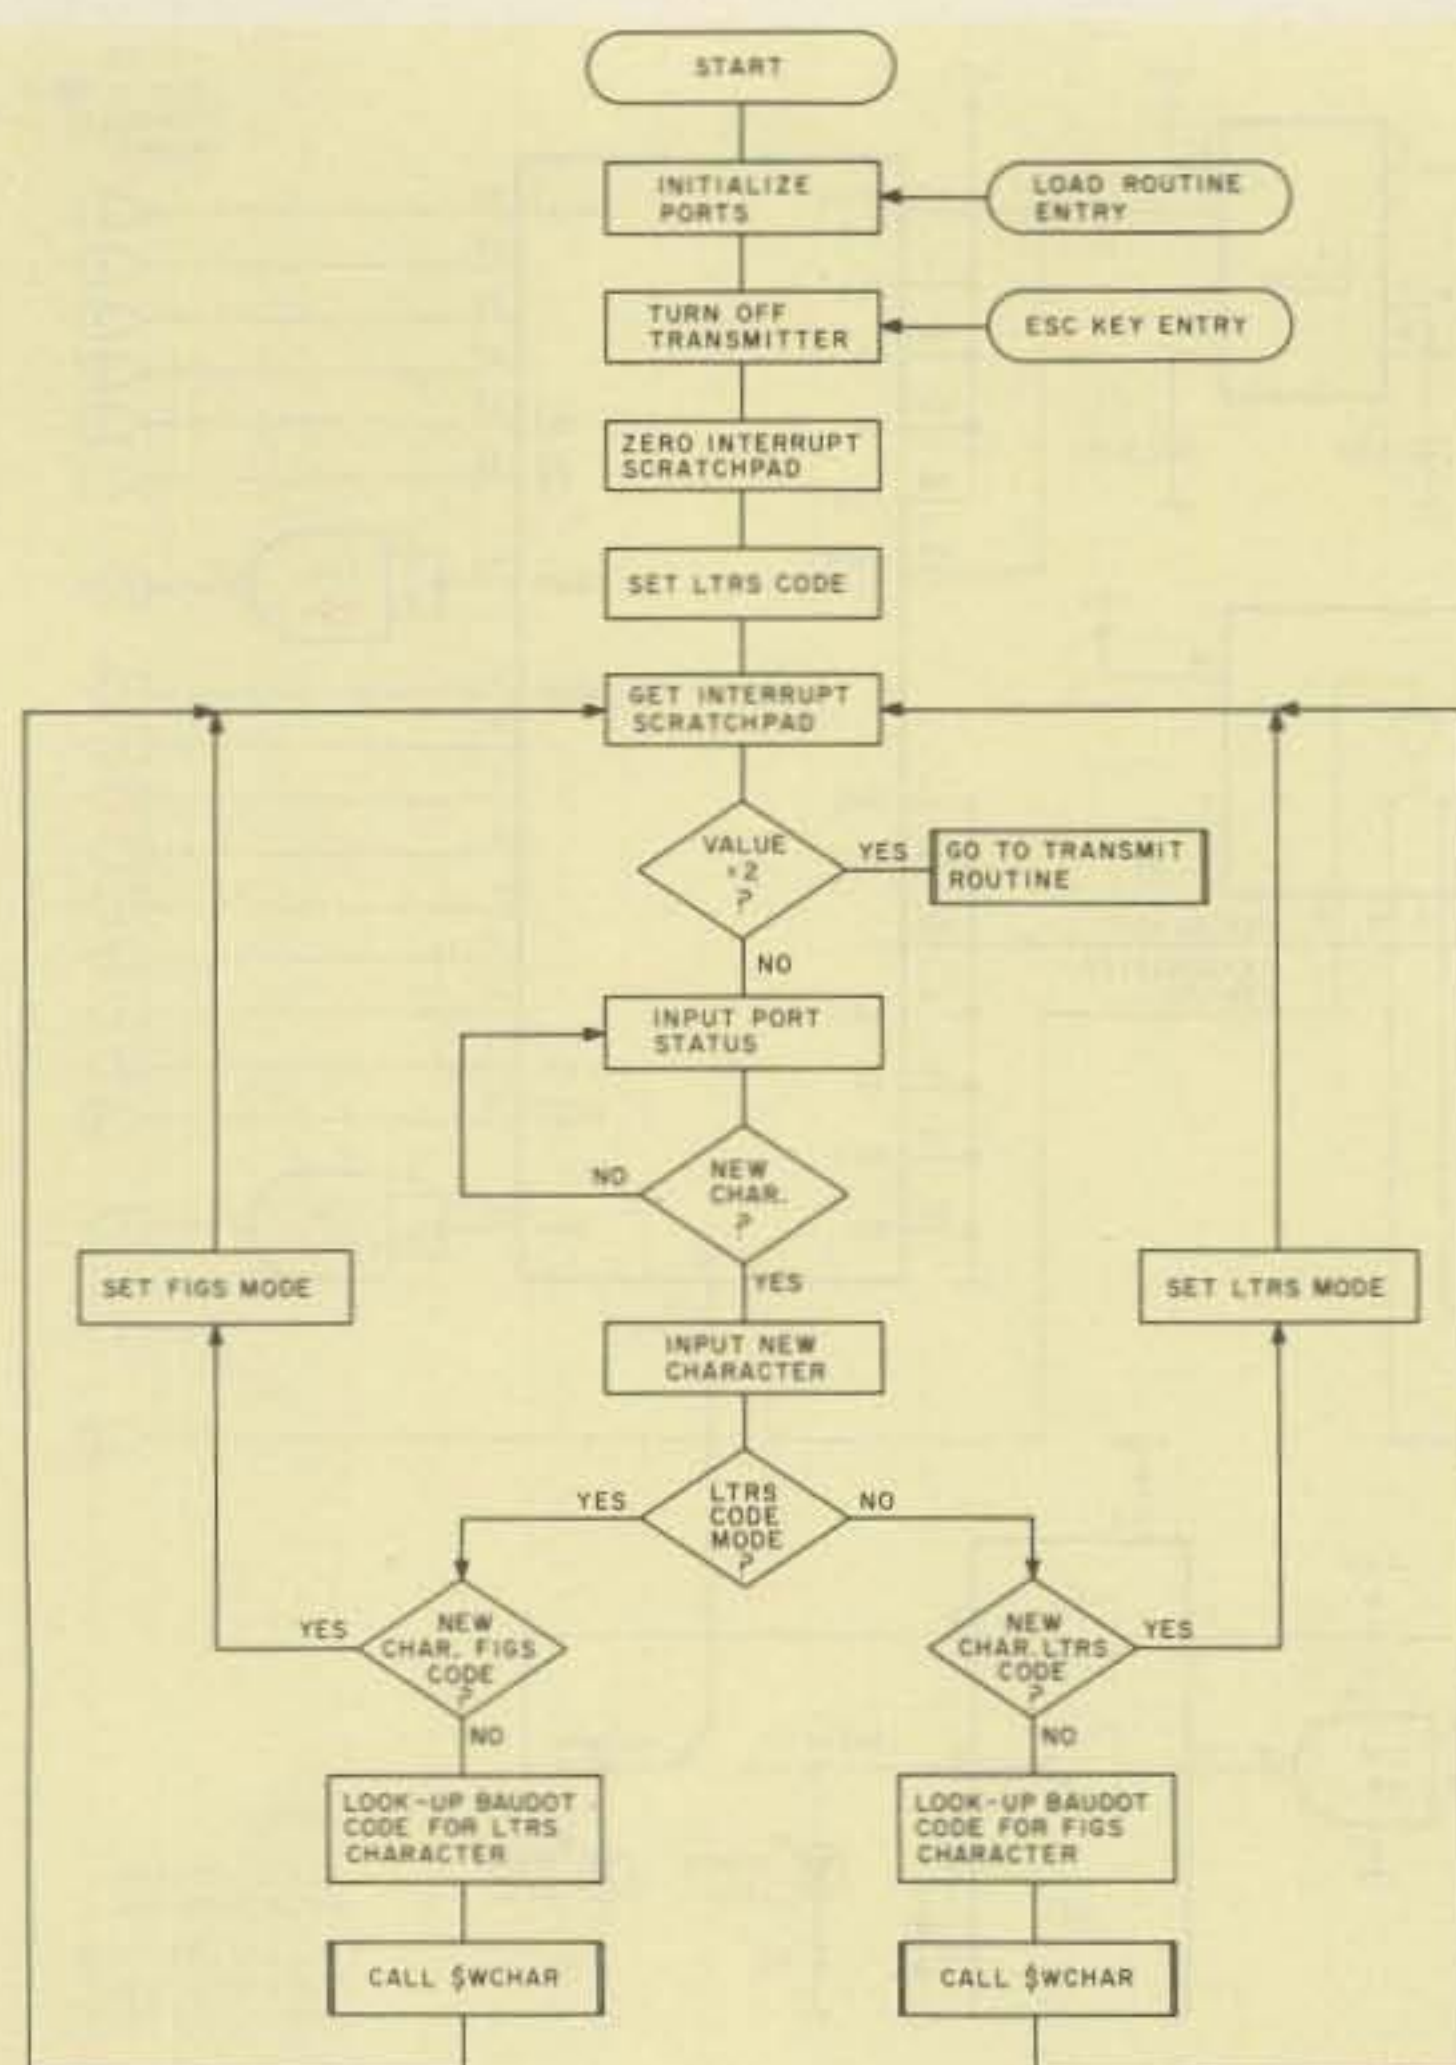 START
INITIALIZE
PORTS
LOAD ROUTINE
ENTRY
TURN OFF
TRANSMITTER
ESC KEY ENTRY
ZERO INTERRUPT
SCRATCHPAD
SET LTRS CODE
GET INTERRUPT
SCRATCHPAD
VALUE
=2
?
YES
GO TO TRANSMIT
ROUTINE
NO
INPUT PORT
STATUS
NO
NEW
CHAR.
?
YES
SET FIGS MODE
SET LTRS MODE
INPUT NEW
CHARACTER
YES
LTRS
CODE
MODE
?
NO
YES
NEW
CHAR. FIGS
CODE
?
NEW
CHAR. LTRS
CODE
?
YES
NO
NO
LOOK-UP BAUDOT
CODE FOR LTRS
CHARACTER
LOOK-UP BAUDOT
CODE FOR FIGS
CHARACTER
CALL $WCHAR
CALL $WCHAR